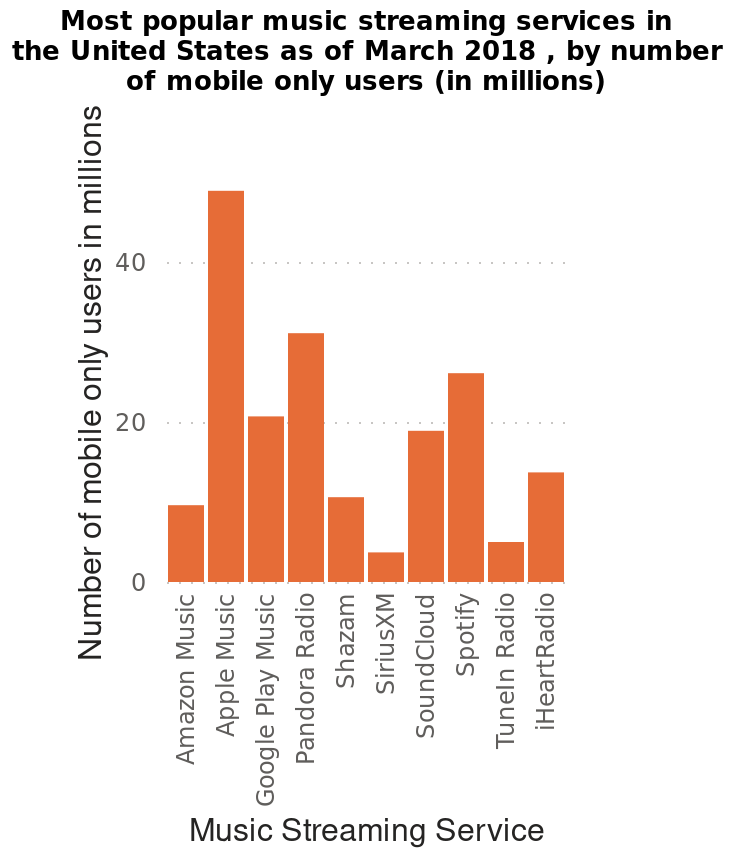 Most popular music streaming services in
the United States as of March 2018 , by number
of mobile only users (in millions)
Number of mobile only users in millions
40
20
0
Amazon Music
Apple Music
Google Play Music
Pandora Radio
Shazam
SiriusXM
SoundCloud
Spotify
TuneIn Radio
iHeartRadio
Music Streaming Service